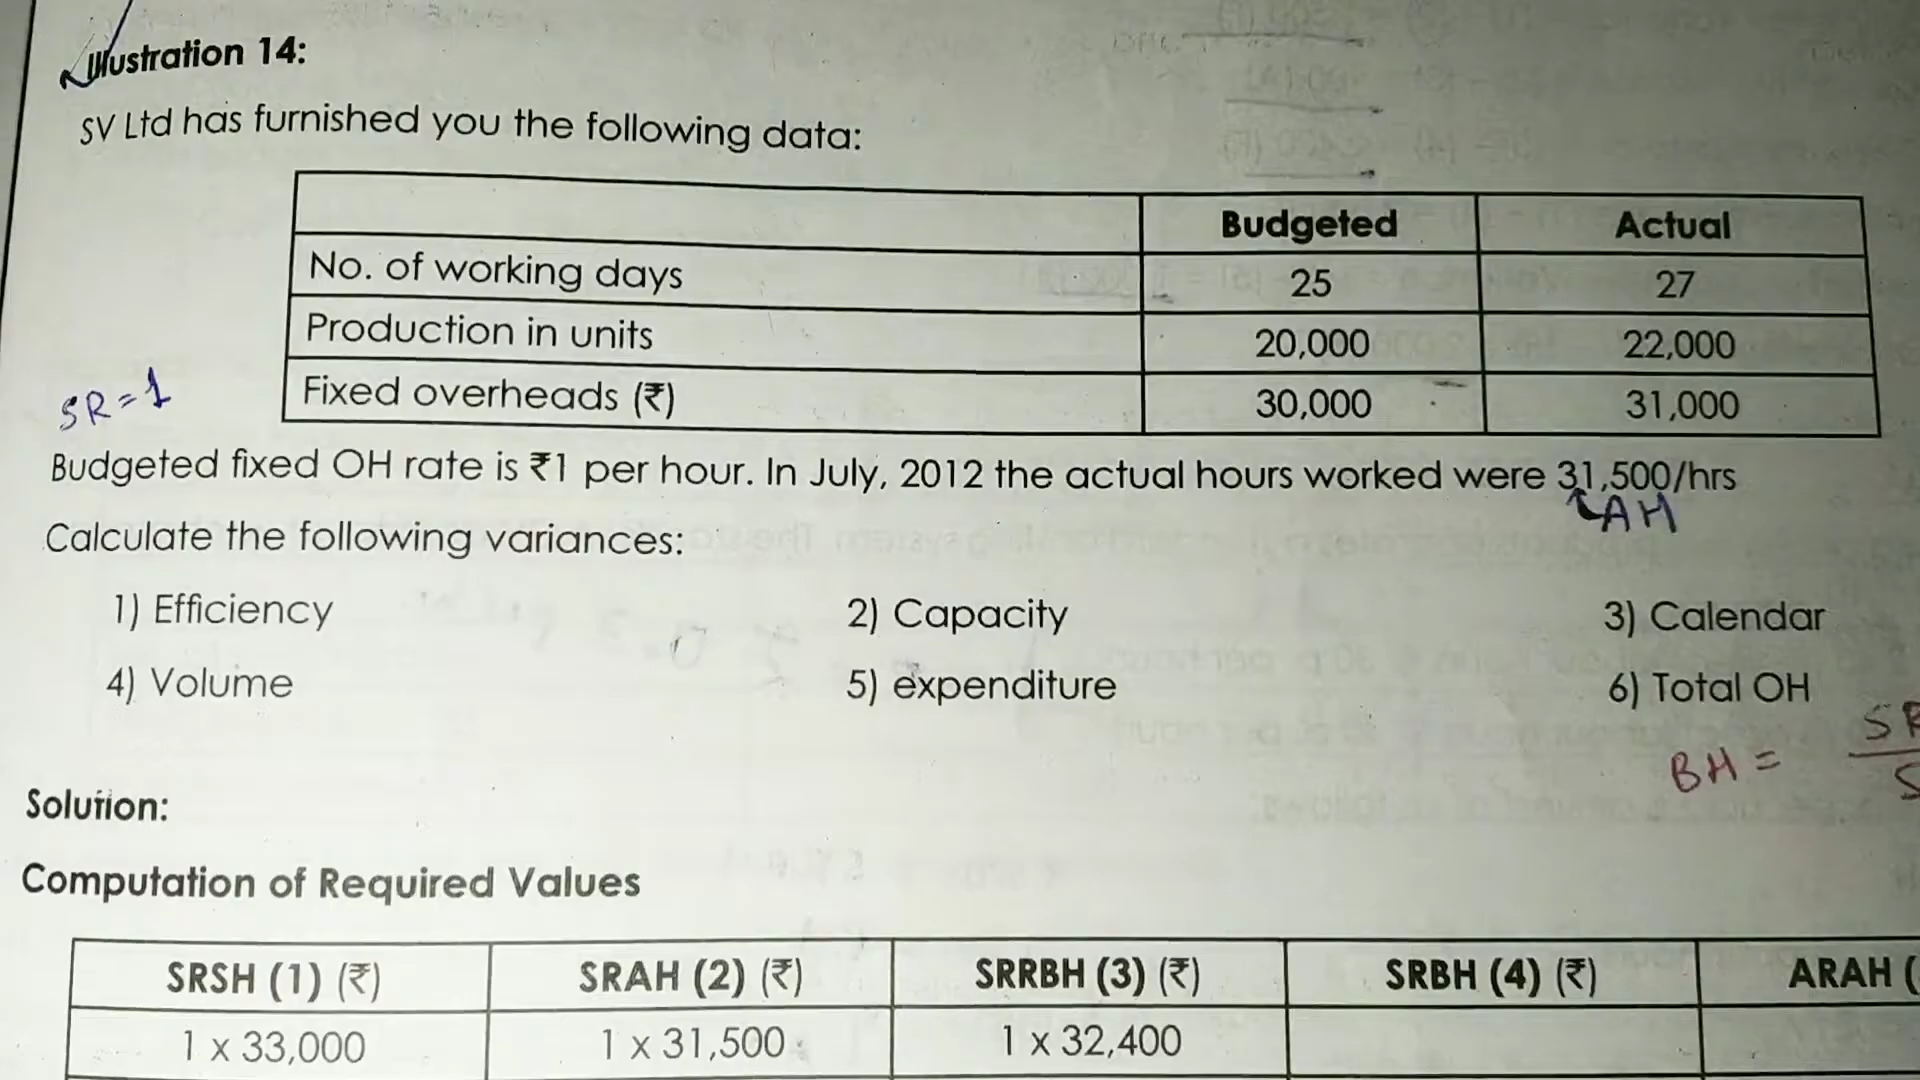 Illustration 14:
SV Ltd has furnished you the following data:
Budgeted Actual
No. of working days 25 27
Production in units 20,000 22,000
Fixed overheads (₹) 30,000 31,000
SR=1
Budgeted fixed OH rate is ₹1 per hour. In July, 2012 the actual hours worked were 31,500/hrs
AH
Calculate the following variances:
1) Efficiency 2) Capacity 3) Calendar
4) Volume 5) expenditure 6) Total OH
BH =
Solution:
Computation of Required Values
SRSH (1) (₹) SRAH (2) (₹) SRRBH (3) (₹) SRBH (4) (₹) ARAH (
1 x 33,000 1 x 31,500 1 x 32,400